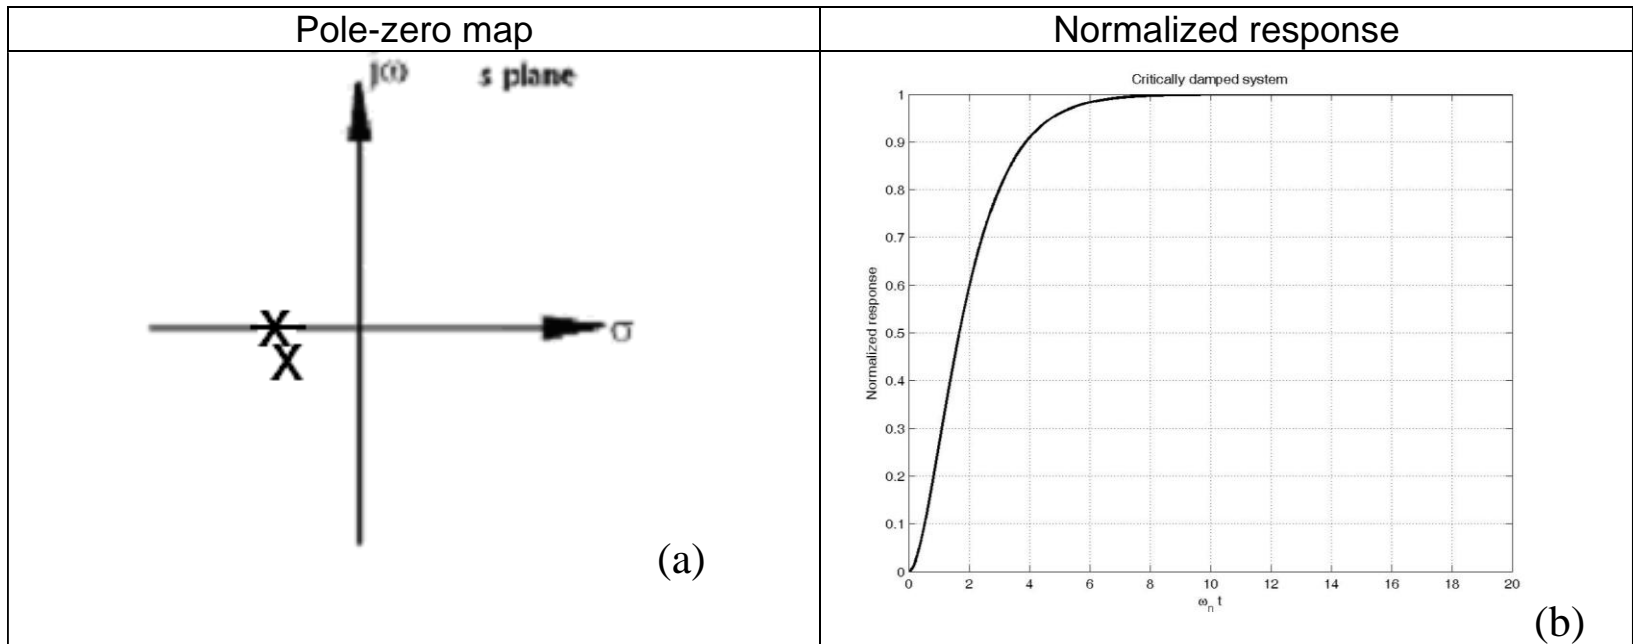 Pole-zero map
Normalized response
jω
s plane
σ
X
X
(a)
Critically damped system
Normalized response
1
0.9
0.8
0.7
0.6
0.5
0.4
0.3
0.2
0.1
0
0 2 4 6 8 10 12 14 16 18 20
ωn t
(b)